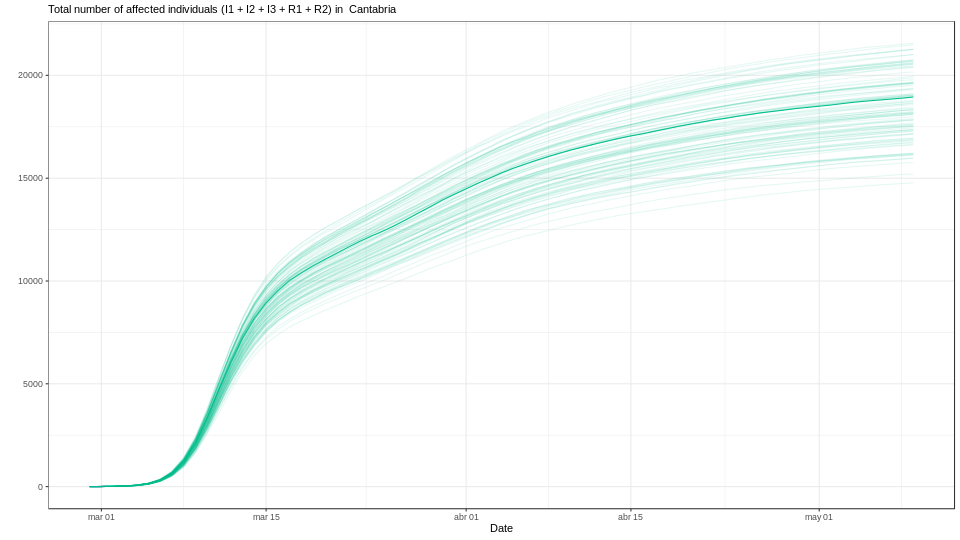 Total number of affected individuals (I1 + I2 + I3 + R1 + R2) in  Cantabria
20000
15000
10000
5000
0
mar 01
mar 15
abr 01
abr 15
may 01
Date